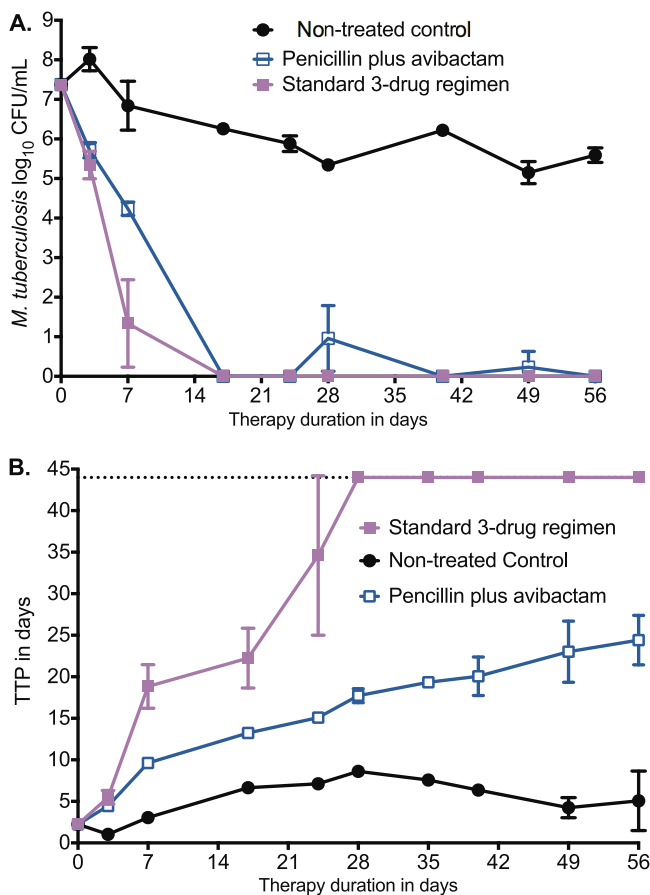 A.
Non-treated control
Penicillin plus avibactam
Standard 3-drug regimen
M. tuberculosis log10 CFU/mL
9
8
7
6
5
4
3
2
1
0
0 7 14 21 28 35 42 49 56
Therapy duration in days
B.
TTP in days
45
40
35
30
25
20
15
10
5
0
Standard 3-drug regimen
Non-treated Control
Pencillin plus avibactam
0 7 14 21 28 35 42 49 56
Therapy duration in days